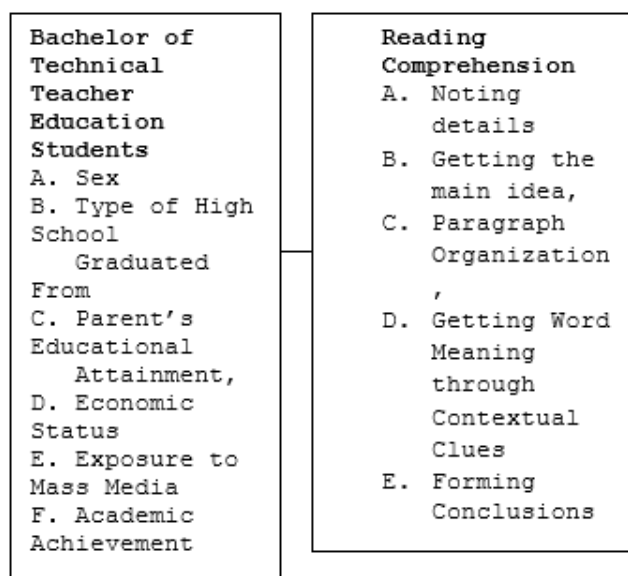 Bachelor of
Technical
Teacher
Education
Students
A. Sex
B. Type of High
School
Graduated
From
C. Parent's
Educational
Attainment,
D. Economic
Status
E. Exposure to
Mass Media
F. Academic
Achievement
Reading
Comprehension
A. Noting
details
B. Getting the
main idea,
C. Paragraph
Organization
,
D. Getting Word
Meaning
through
Contextual
Clues
E. Forming
Conclusions